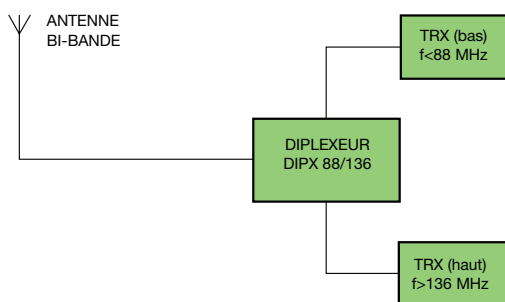 ANTENNE
BI-BANDE
TRX (bas)
f<88 MHz
DIPLEXEUR
DIPX 88/136
TRX (haut)
f>136 MHz